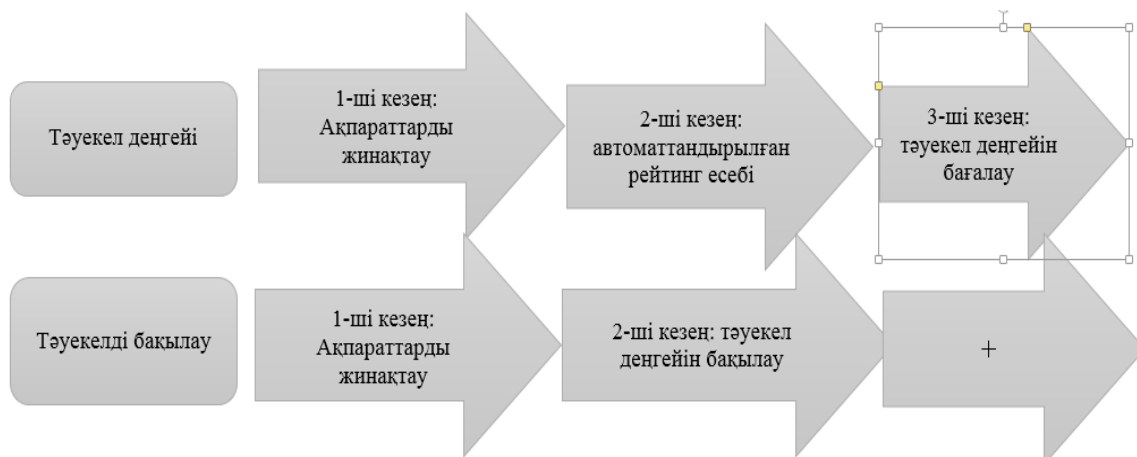 Тәуекел деңгейі
1-ші кезең:
Ақпараттарды
жинақтау
2-ші кезең:
автоматтандырылған
рейтинг есебі
3-ші кезең:
тәуекел деңгейін
бағалау
Тәуекелді бақылау
1-ші кезең:
Ақпараттарды
жинақтау
2-ші кезең: тәуекел
деңгейін бақылау
+